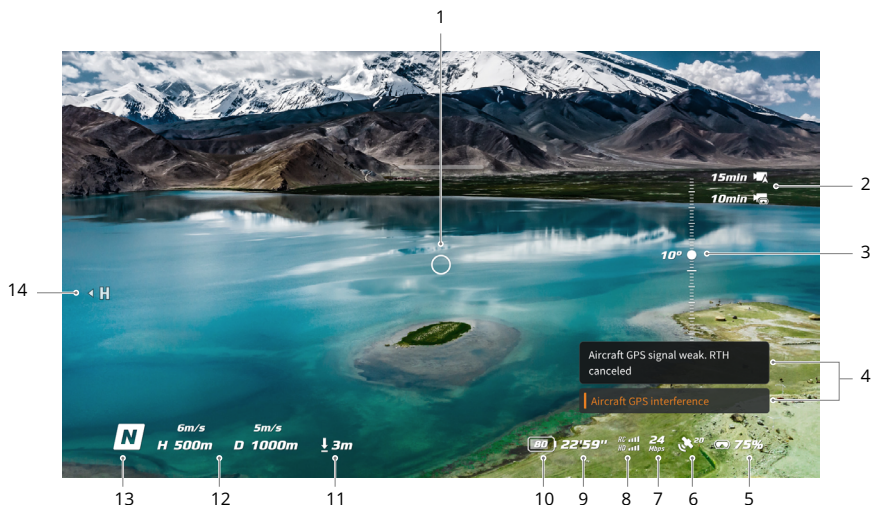 1
15min
2
10min
10°
3
14
H
Aircraft GPS signal weak. RTH
canceled
4
Aircraft GPS interference
N
6m/s
5m/s
H 500m
D 1000m
3m
80
22'59"
24
Mbps
20
75%
13
12
11
10
9
8
7
6
5